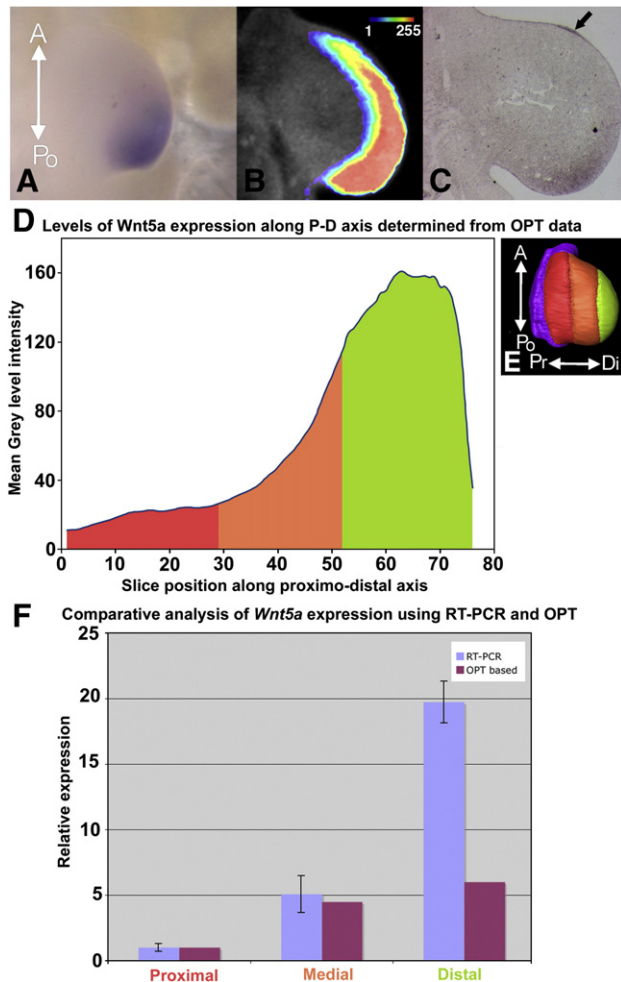 A
Po
A
1 255
B
C
D Levels of Wnt5a expression along P-D axis determined from OPT data
Mean Grey level intensity
160
120
80
40
0
0 10 20 30 40 50 60 70 80
Slice position along proximo-distal axis
A
Po
E
Pr Di
F Comparative analysis of Wnt5a expression using RT-PCR and OPT
Relative expression
25
20
15
10
5
0
RT-PCR
OPT based
Proximal Medial Distal